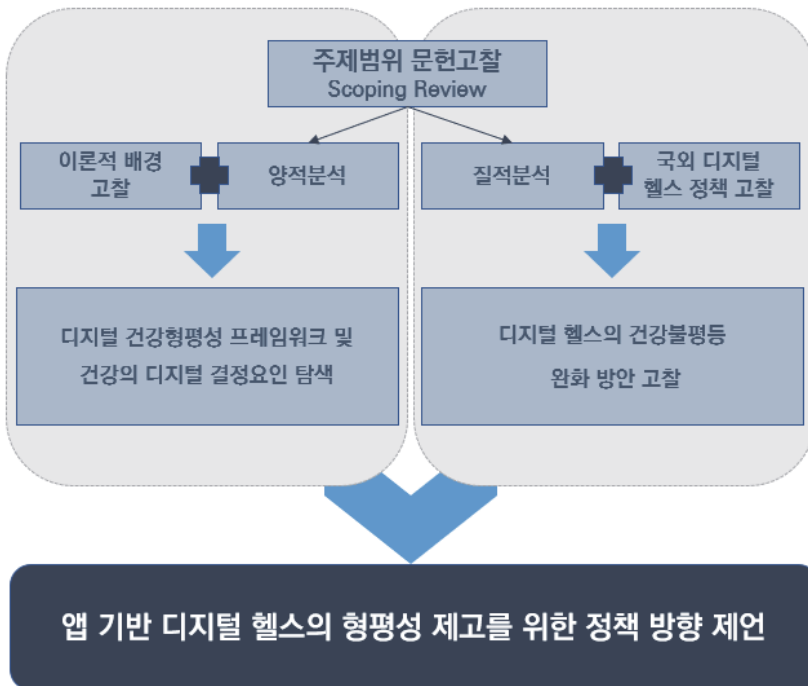 주제범위 문헌고찰
Scoping Review
이론적 배경
고찰
양적분석
질적분석
국외 디지털
헬스 정책 고찰
디지털 건강형평성 프레임워크 및
건강의 디지털 결정요인 탐색
디지털 헬스의 건강불평등
완화 방안 고찰
앱 기반 디지털 헬스의 형평성 제고를 위한 정책 방향 제언